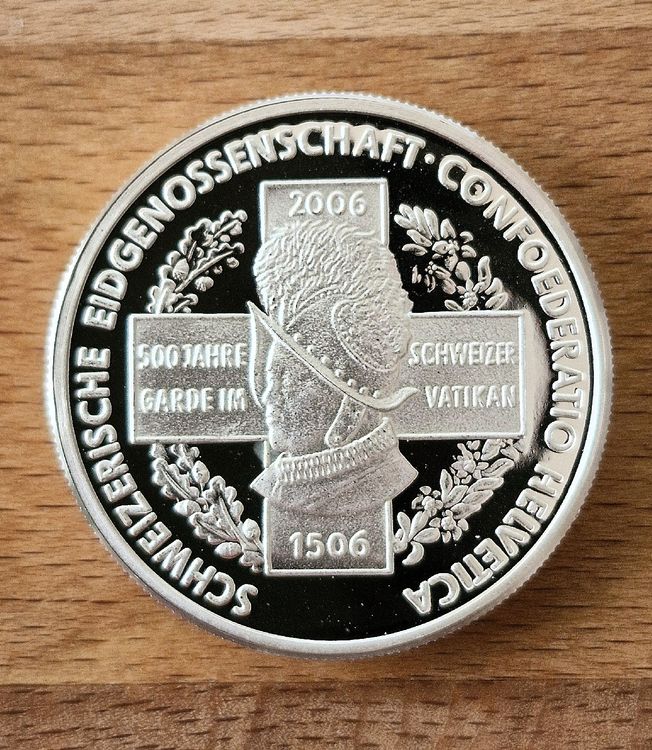 SCHWEIZERISCHE EIDGENOSSENSCHAFT · CONFOEDERATIO HELVETICA
2006
500 JAHRE SCHWEIZER
GARDE IM VATIKAN
1506